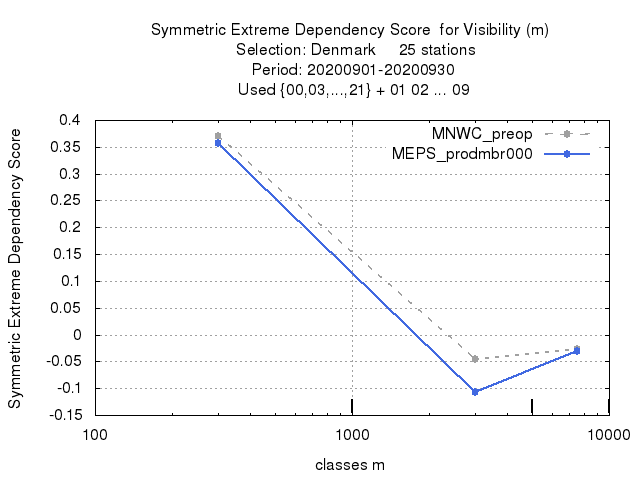 Symmetric Extreme Dependency Score  for Visibility (m)
Selection: Denmark     25 stations
Period: 20200901-20200930
Used {00,03,...,21} + 01 02 ... 09
Symmetric Extreme Dependency Score
0.4
0.35
0.3
0.25
0.2
0.15
0.1
0.05
0
-0.05
-0.1
-0.15
MNWC_preop
MEPS_prodmbr000
100
1000
10000
classes m